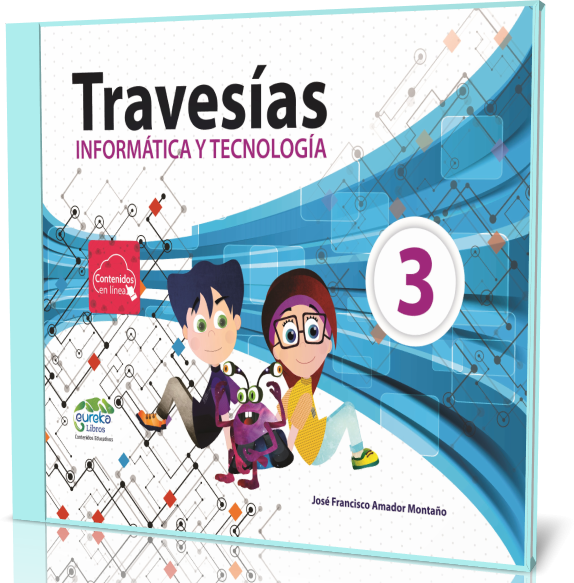 Travesías
INFORMÁTICA Y TECNOLOGÍA
3
Contenidos
en línea
eureka
Libros
Contenidos Educativos
José Francisco Amador Montaño